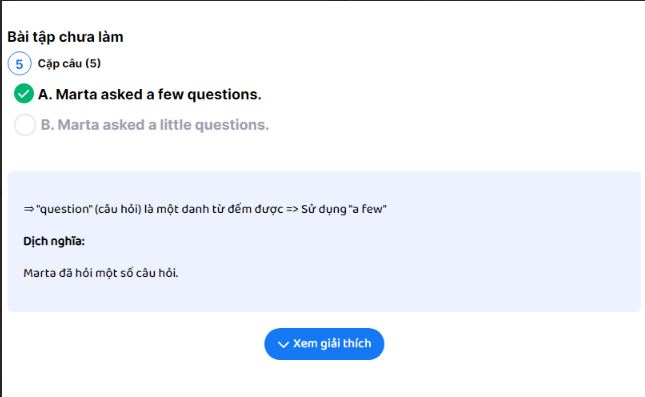 Bài tập chưa làm
5 Cặp câu (5)
A. Marta asked a few questions.
B. Marta asked a little questions.
⇒ "question" (câu hỏi) là một danh từ đếm được => Sử dụng "a few"
Dịch nghĩa:
Marta đã hỏi một số câu hỏi.
Xem giải thích